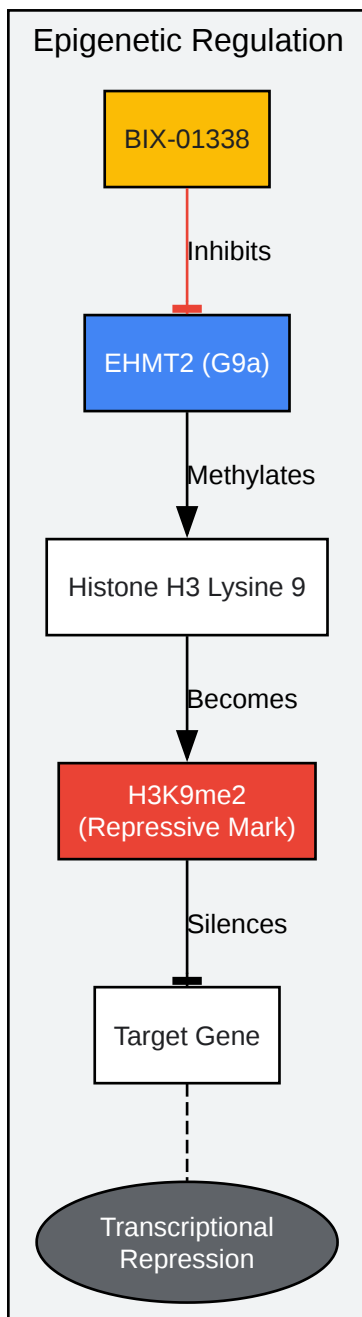 Epigenetic Regulation
BIX-01338
Inhibits
EHMT2 (G9a)
Methylates
Histone H3 Lysine 9
Becomes
H3K9me2
(Repressive Mark)
Silences
Target Gene
Transcriptional
Repression